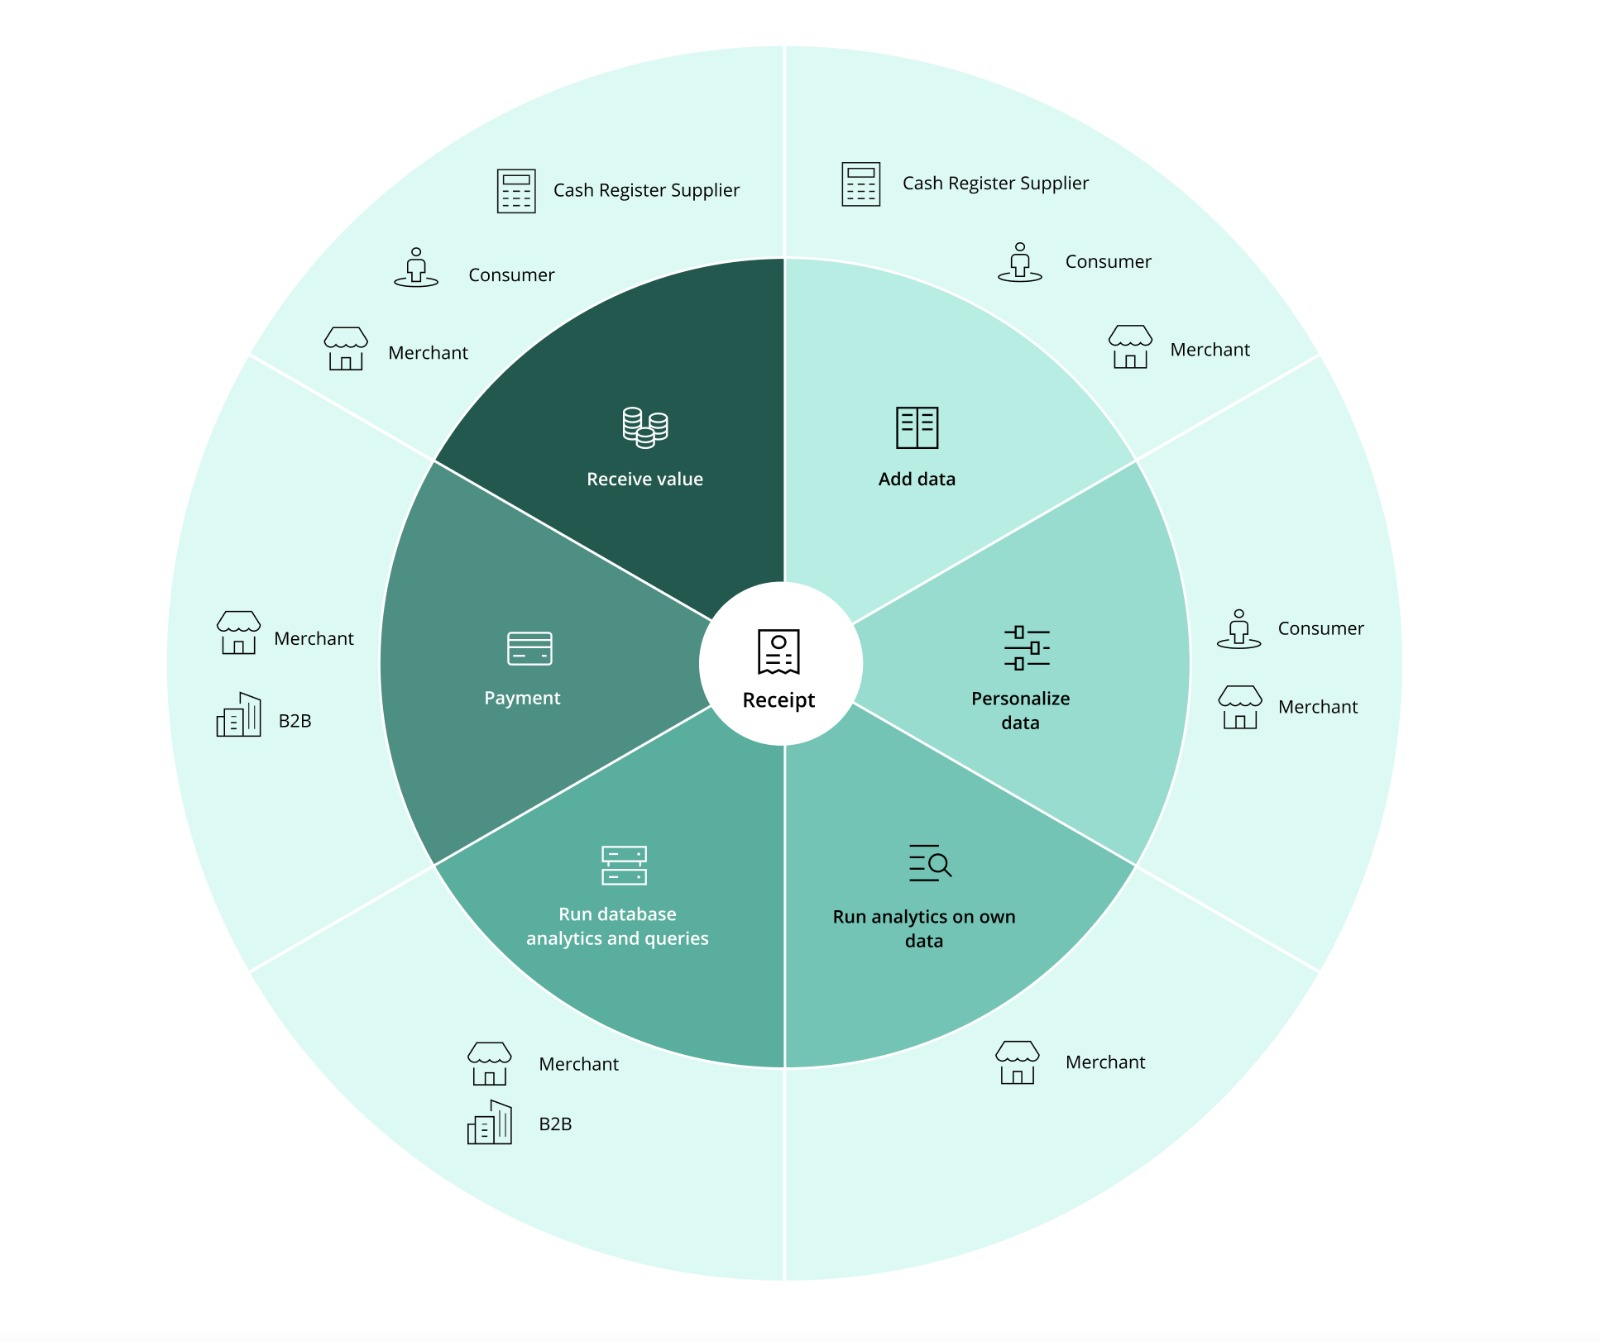 Cash Register Supplier
Consumer
Merchant
Cash Register Supplier
Consumer
Merchant
Receive value
Add data
Merchant
B2B
Payment
Receipt
Personalize
data
Consumer
Merchant
Run database
analytics and queries
Run analytics on own
data
Merchant
B2B
Merchant